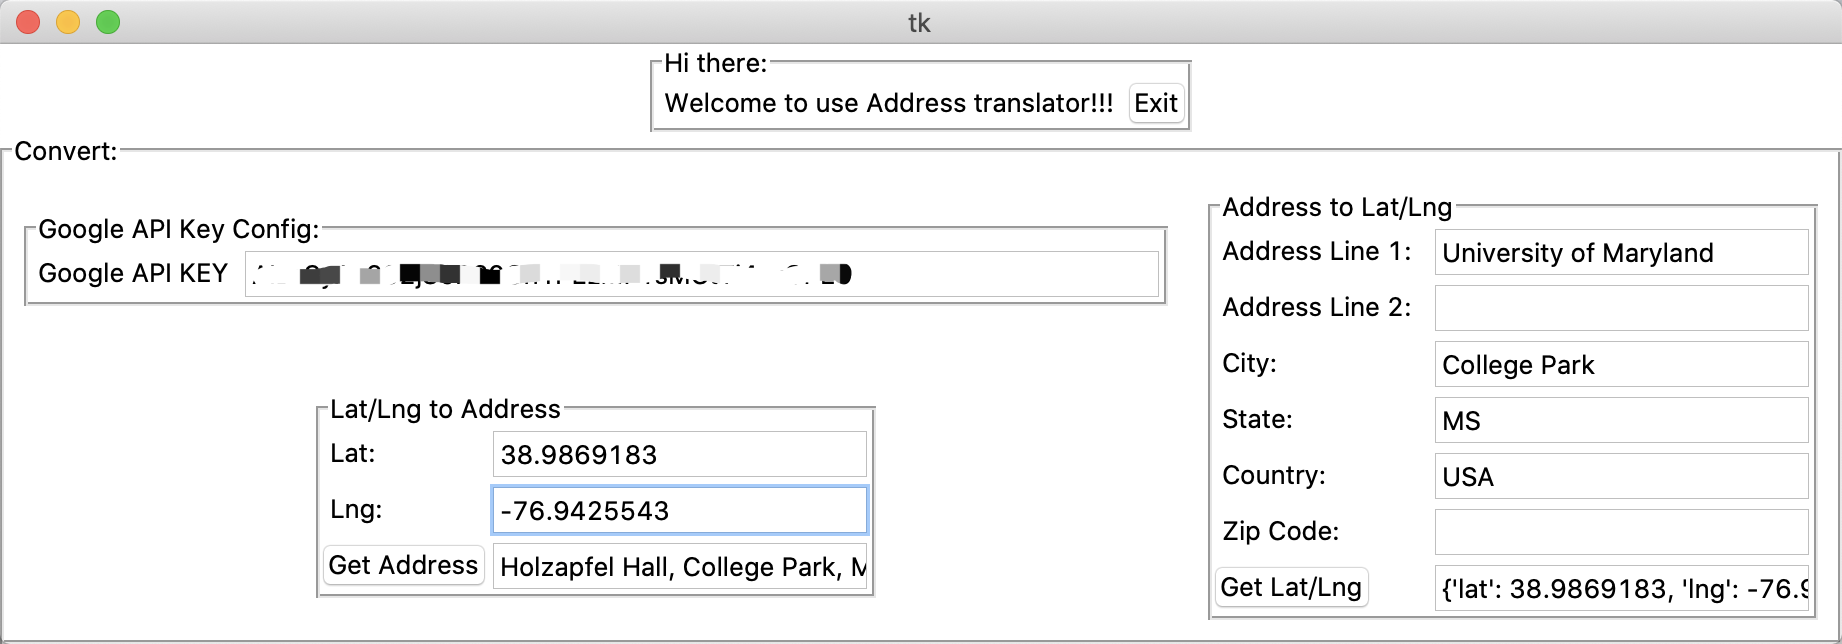 tk
Hi there:
Welcome to use Address translator!!! Exit
Convert:
Google API Key Config:
Google API KEY
Lat/Lng to Address
Lat: 38.9869183
Lng: -76.9425543
Get Address Holzapfel Hall, College Park, M
Address to Lat/Lng
Address Line 1: University of Maryland
Address Line 2:
City: College Park
State: MS
Country: USA
Zip Code:
Get Lat/Lng {'lat': 38.9869183, 'lng': -76.9